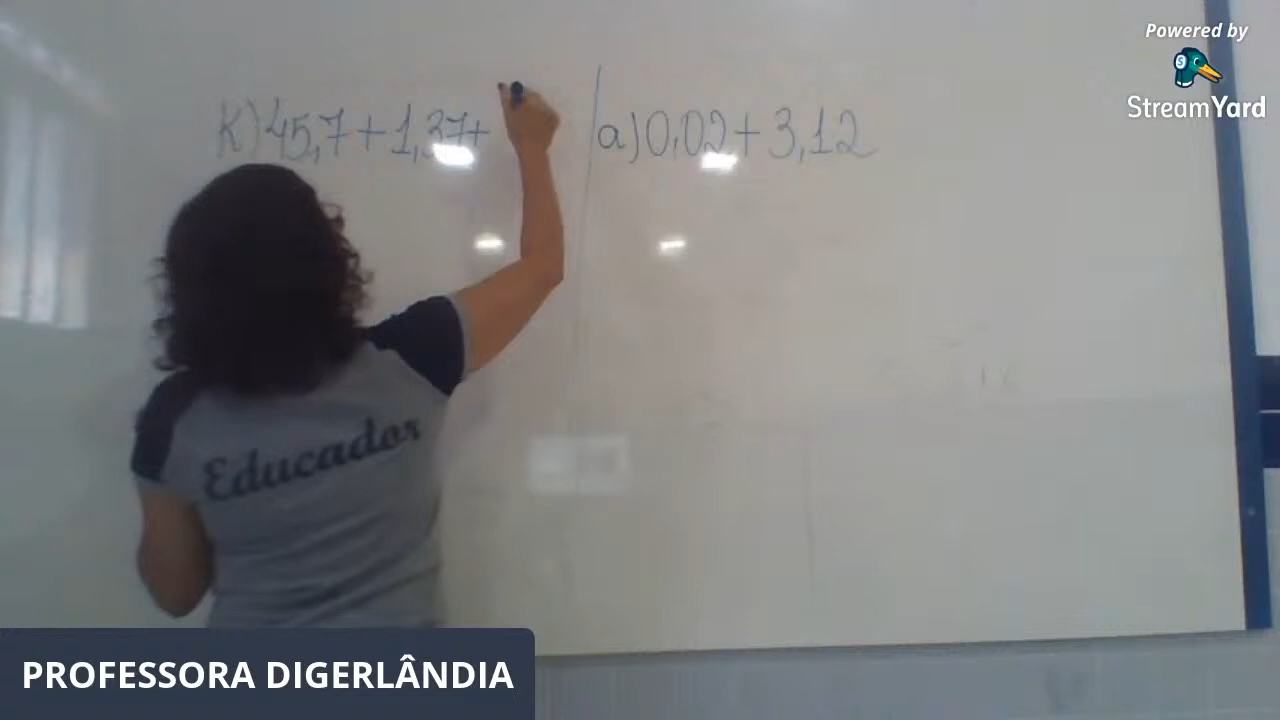 Powered by
StreamYard
K) 45,7 + 1,37 +
a) 0,02 + 3,12
Educador
PROFESSORA DIGERLÂNDIA